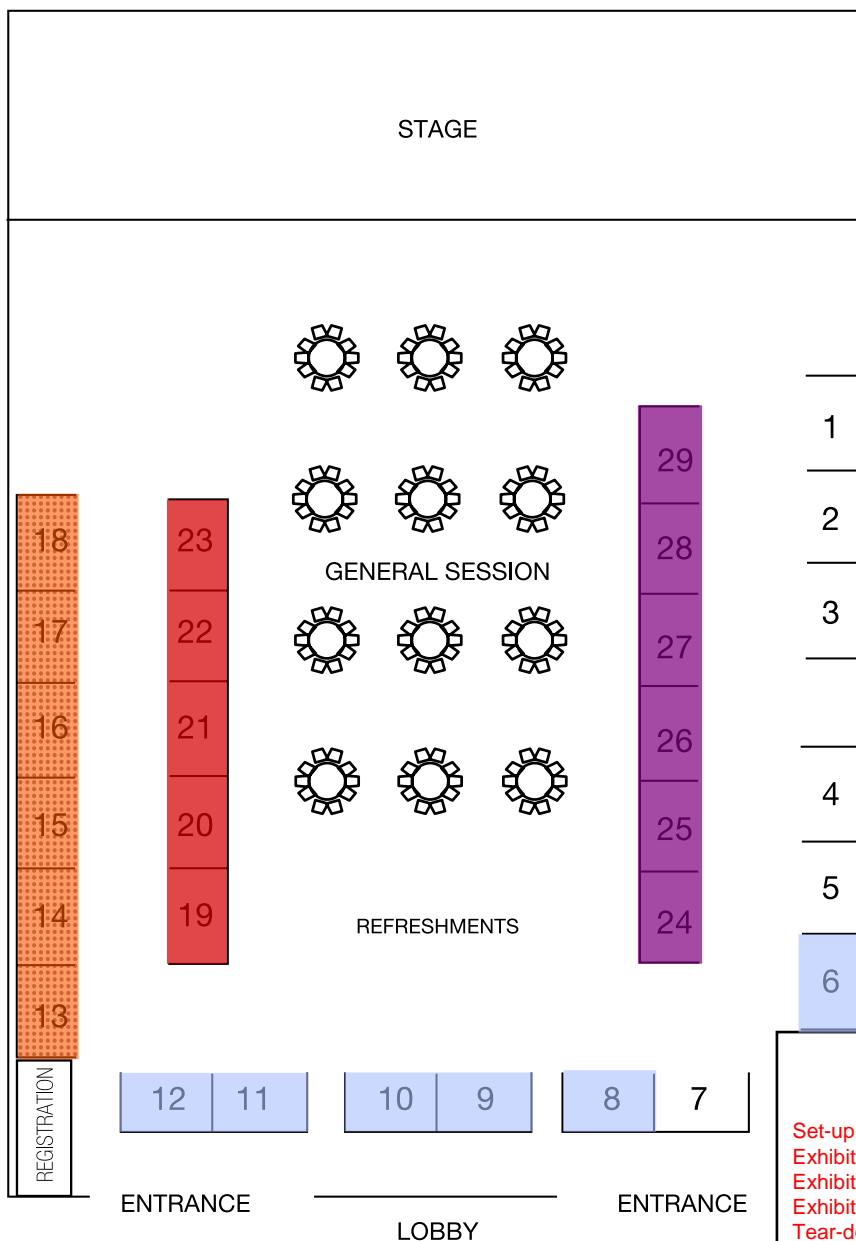 STAGE
1
29
2
18
23
28
GENERAL SESSION
3
17
22
27
16
21
26
4
15
20
25
5
14
19
24
REFRESHMENTS
6
13
REGISTRATION
12
11
10
9
8
7
Set-up
Exhibit
Exhibit
Exhibit
ENTRANCE
ENTRANCE
LOBBY